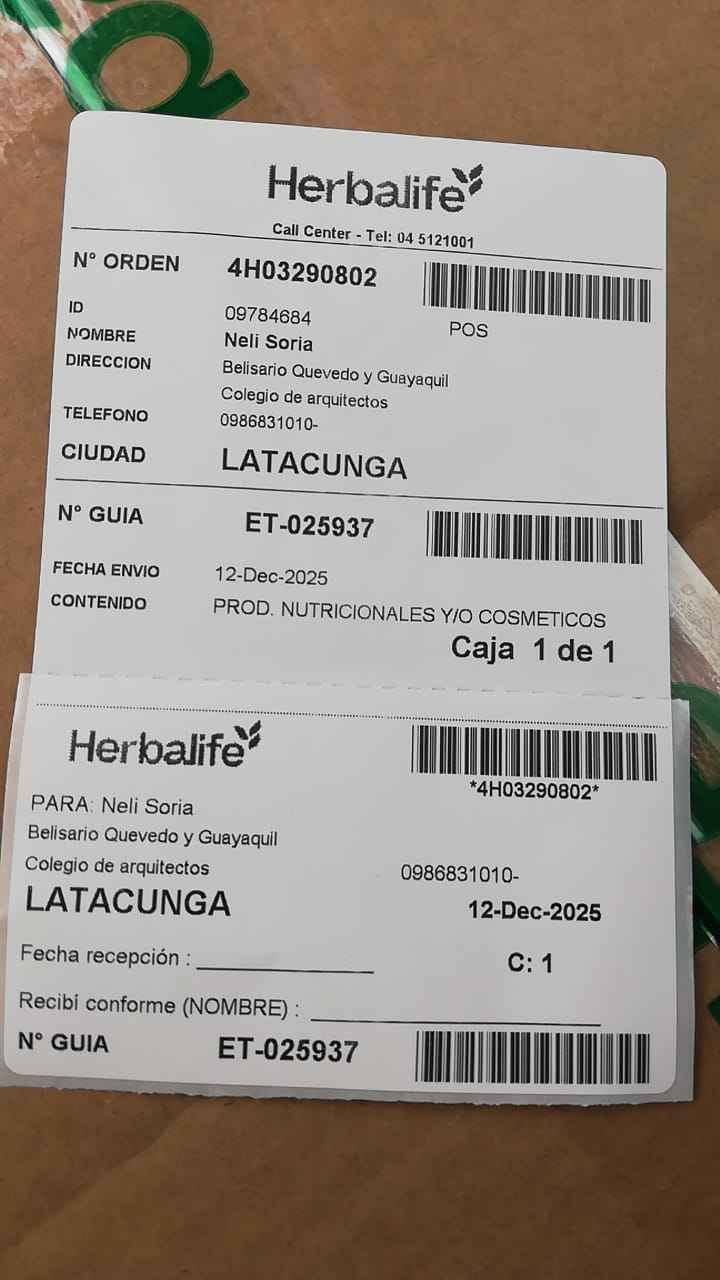 Herbalife
Call Center - Tel: 04 5121001
N° ORDEN 4H03290802
ID 09784684 POS
NOMBRE Neli Soria
DIRECCION Belisario Quevedo y Guayaquil
Colegio de arquitectos
TELEFONO 0986831010-
CIUDAD LATACUNGA
N° GUIA ET-025937
FECHA ENVIO 12-Dec-2025
CONTENIDO PROD. NUTRICIONALES Y/O COSMETICOS
Caja 1 de 1
Herbalife
*4H03290802*
PARA: Neli Soria
Belisario Quevedo y Guayaquil
Colegio de arquitectos 0986831010-
LATACUNGA 12-Dec-2025
Fecha recepción : C: 1
Recibí conforme (NOMBRE) :
N° GUIA ET-025937